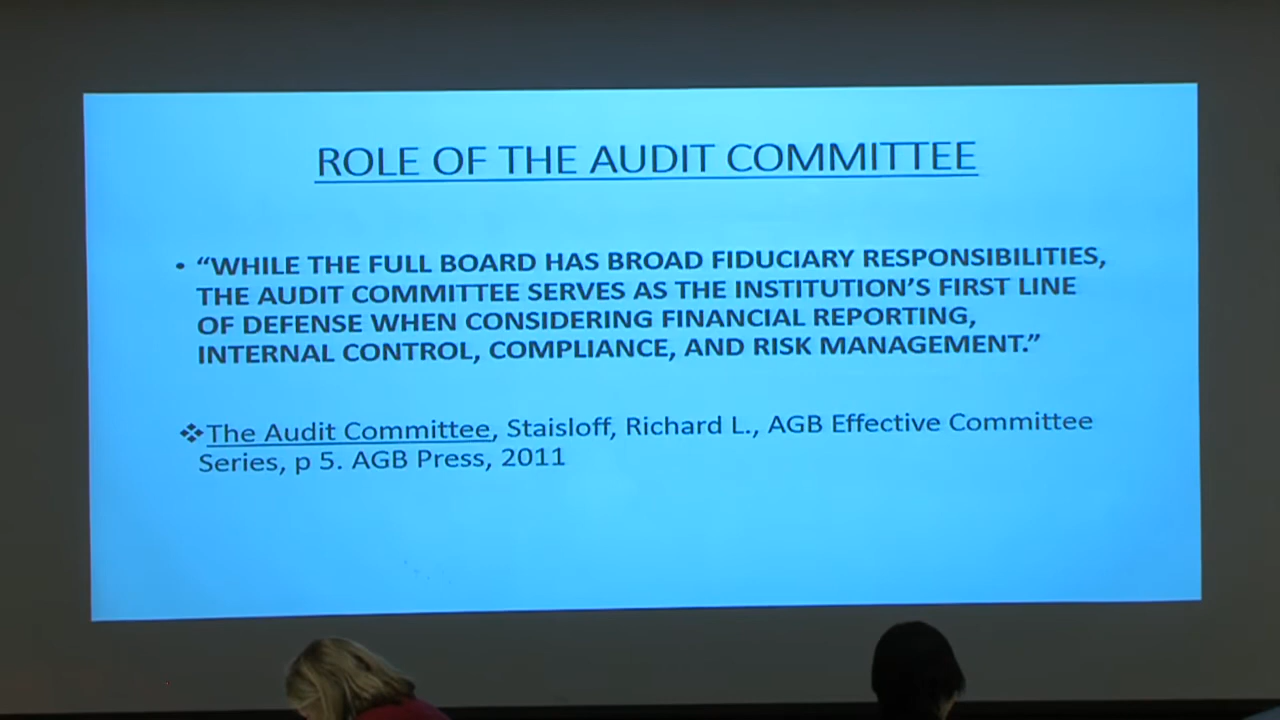 ROLE OF THE AUDIT COMMITTEE
• “WHILE THE FULL BOARD HAS BROAD FIDUCIARY RESPONSIBILITIES,
THE AUDIT COMMITTEE SERVES AS THE INSTITUTION’S FIRST LINE
OF DEFENSE WHEN CONSIDERING FINANCIAL REPORTING,
INTERNAL CONTROL, COMPLIANCE, AND RISK MANAGEMENT.”
❖The Audit Committee, Staisloff, Richard L., AGB Effective Committee
Series, p 5. AGB Press, 2011